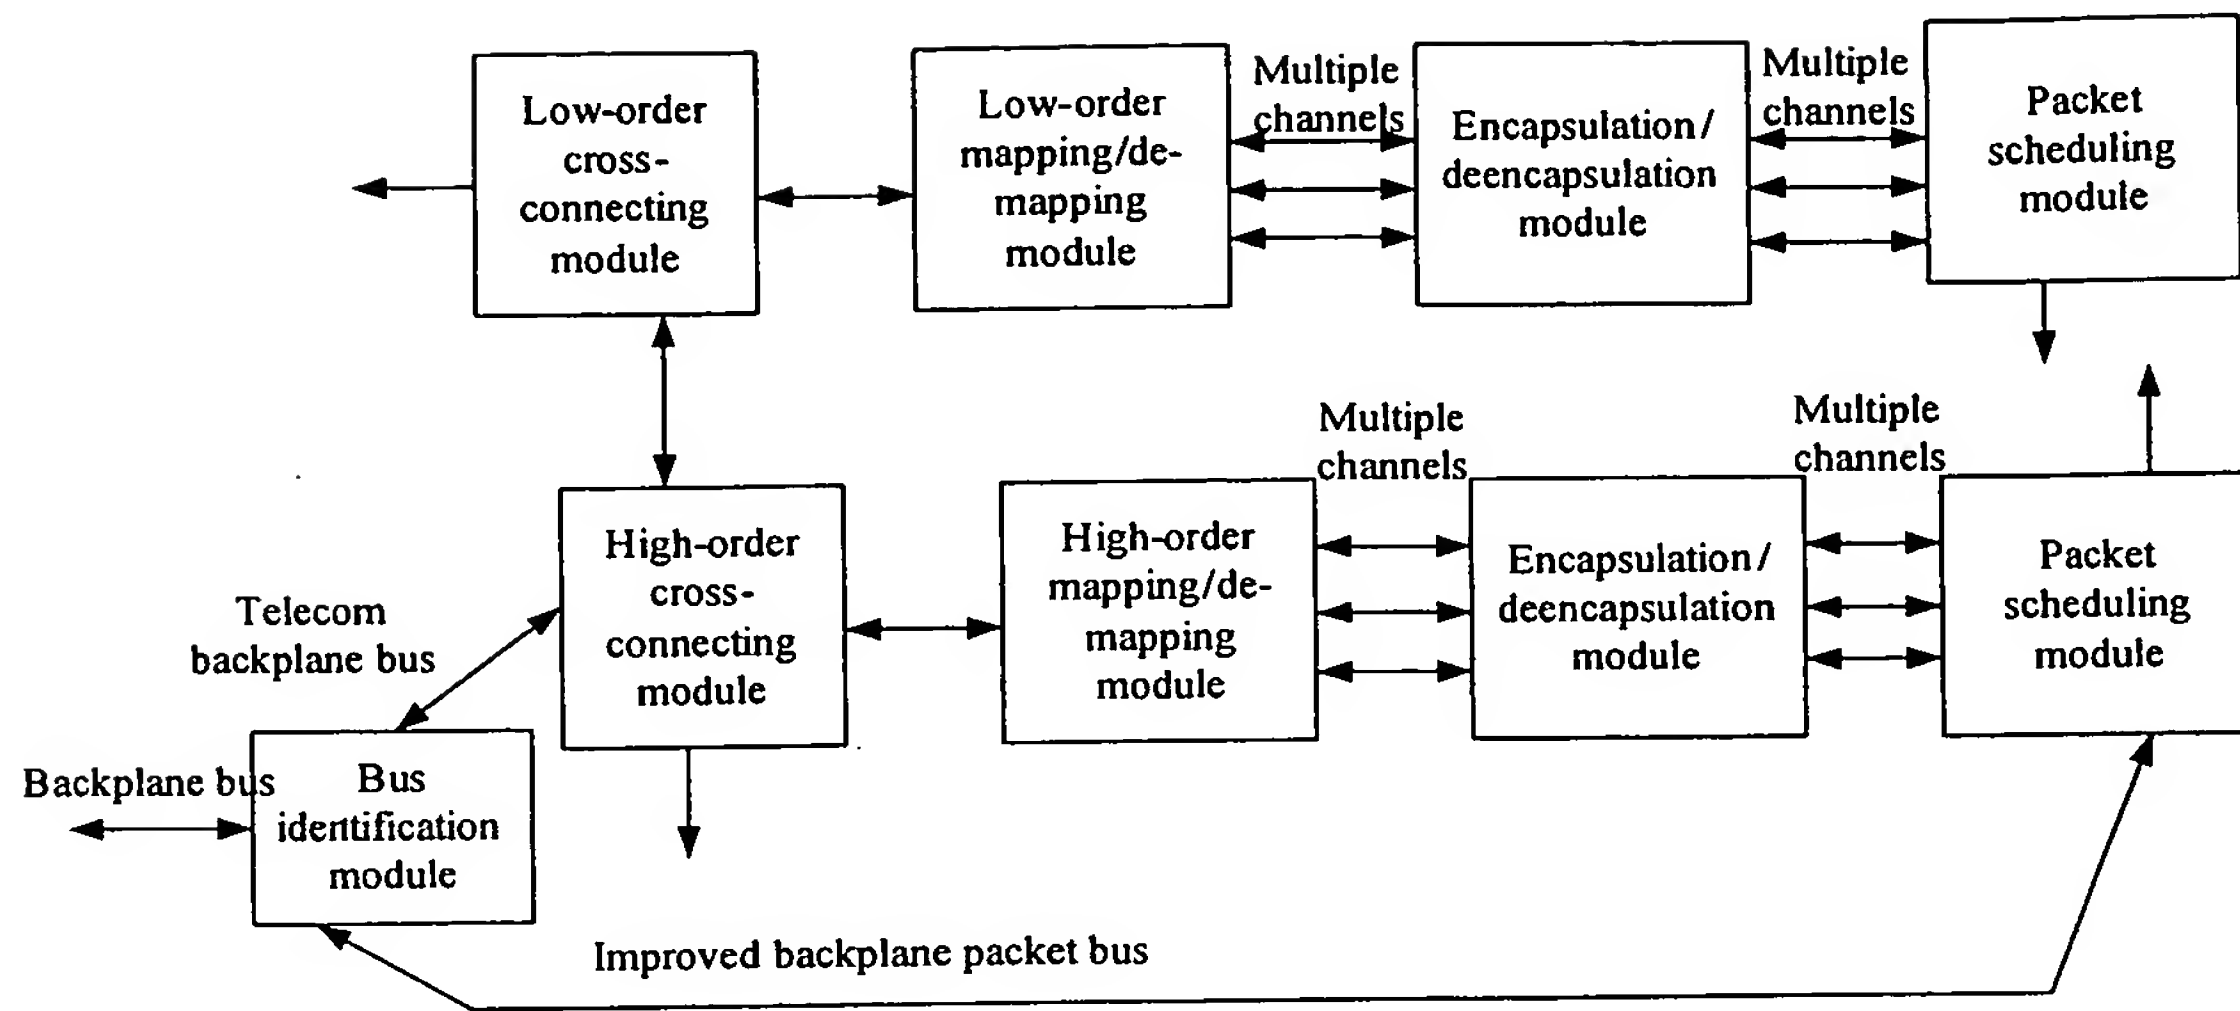 Low-order
cross-
connecting
module
Low-order
mapping/de-
mapping
module
Multiple
channels
Encapsulation/
deencapsulation
module
Multiple
channels
Packet
scheduling
module
Telecom
backplane bus
High-order
cross-
connecting
module
High-order
mapping/de-
mapping
module
Multiple
channels
Encapsulation/
deencapsulation
module
Multiple
channels
Packet
scheduling
module
Backplane bus
Bus
identification
module
Improved backplane packet bus